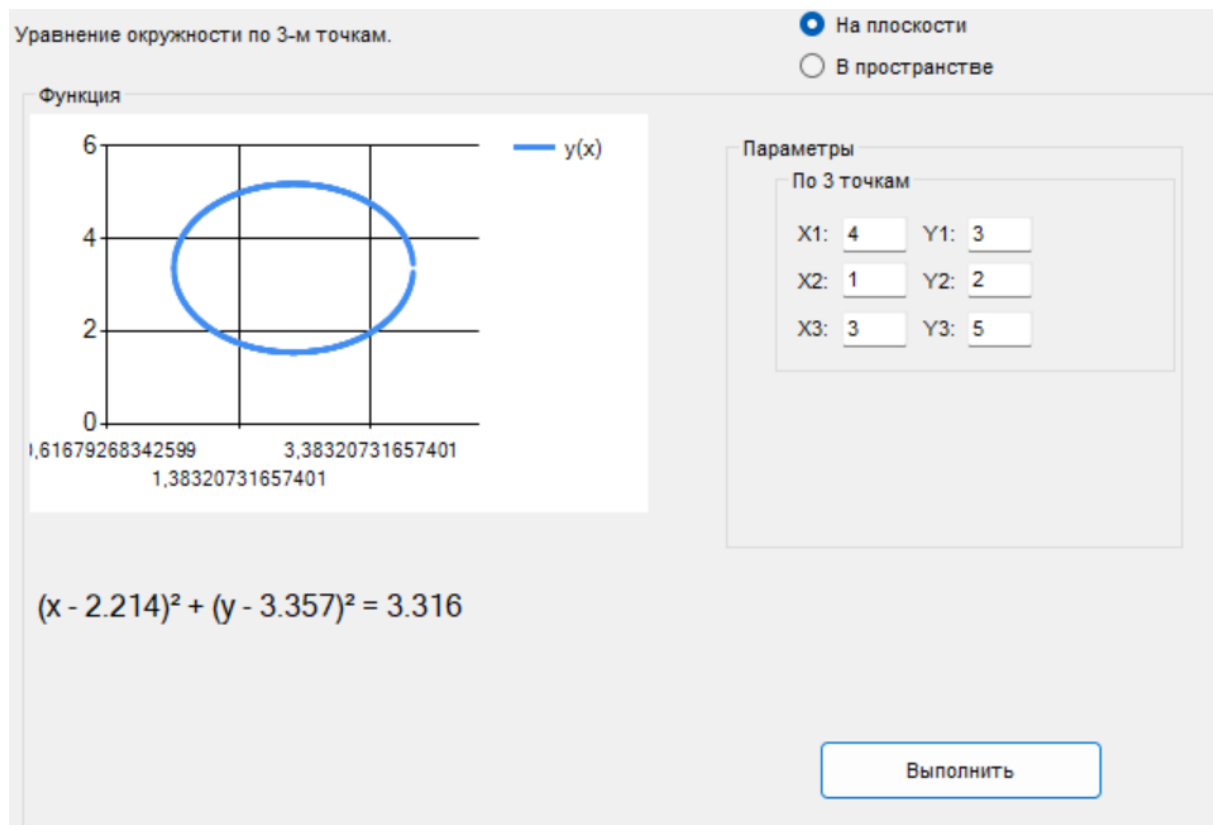 Уравнение окружности по 3-м точкам.
На плоскости
В пространстве
Функция
6
4
2
0
y(x)
,61679268342599
3,38320731657401
1,38320731657401
Параметры
По 3 точкам
X1: 4 Y1: 3
X2: 1 Y2: 2
X3: 3 Y3: 5
(x - 2.214)² + (y - 3.357)² = 3.316
Выполнить